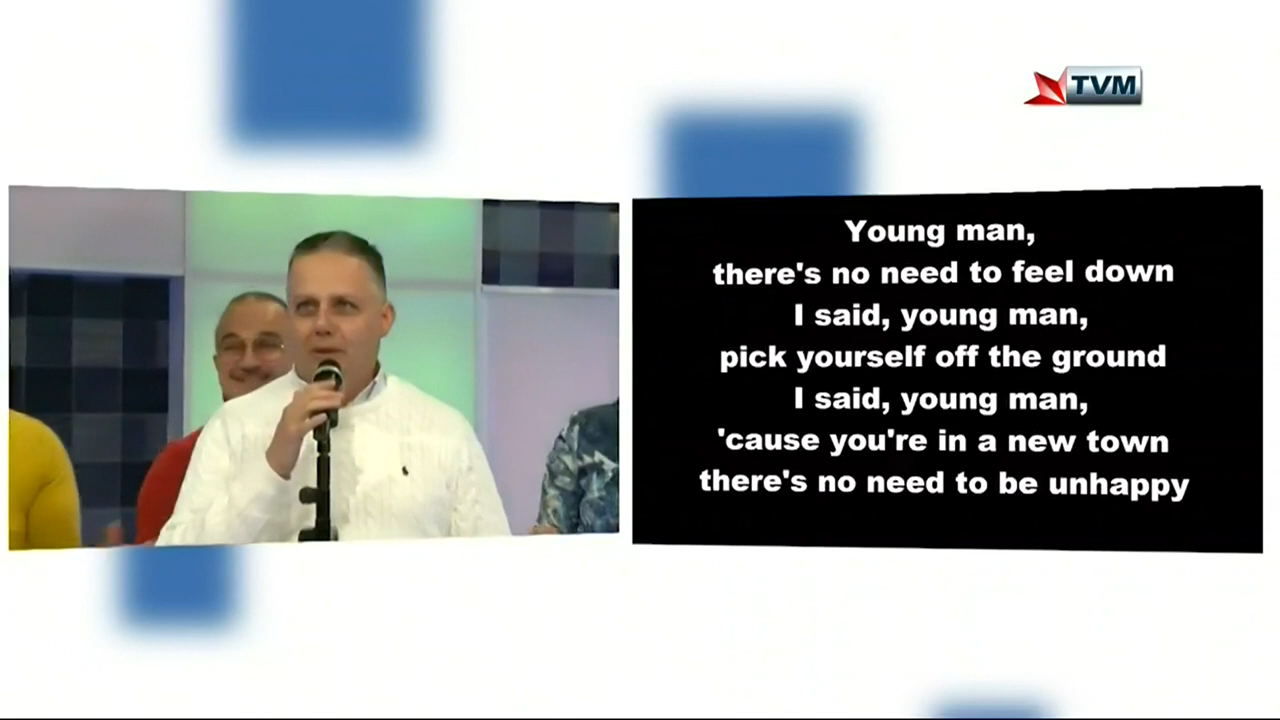 TVM
Young man,
there's no need to feel down
I said, young man,
pick yourself off the ground
I said, young man,
'cause you're in a new town
there's no need to be unhappy